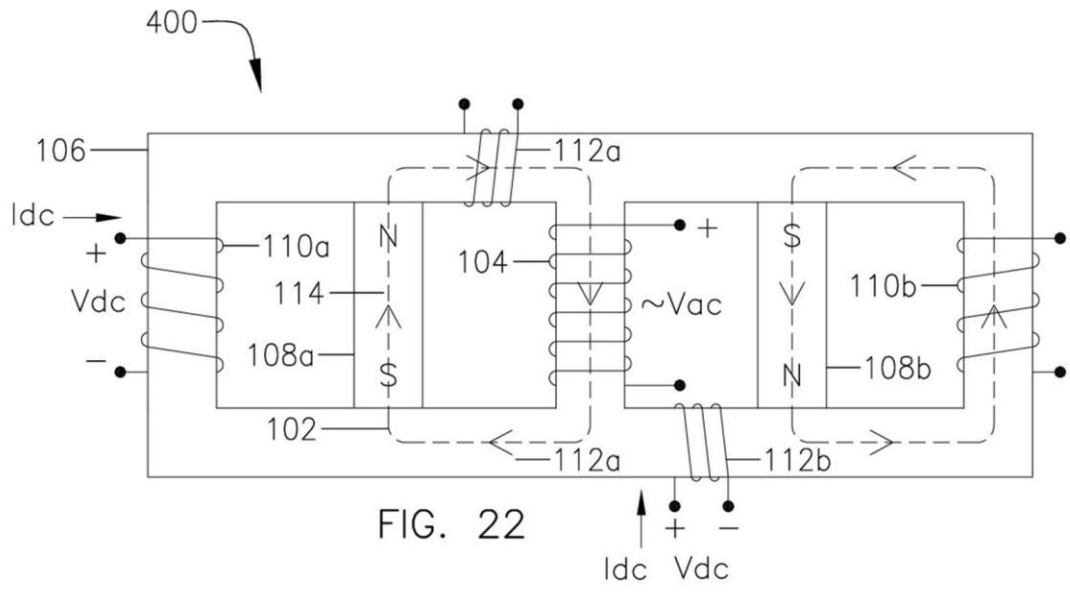 400
106
112a
Idc
+
110a
N
104
+
S
Vdc
114
~Vac
110b
108a
S
N
108b
−
102
112a
112b
FIG. 22
+ −
Idc Vdc